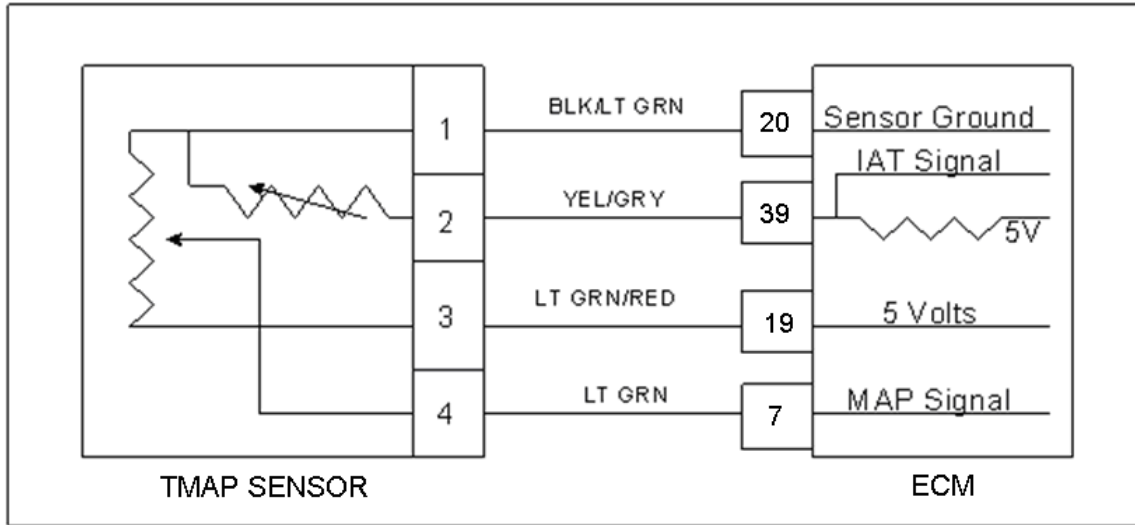 1 BLK/LT GRN 20 Sensor Ground
IAT Signal
2 YEL/GRY 39 5V
3 LT GRN/RED 19 5 Volts
4 LT GRN 7 MAP Signal
TMAP SENSOR ECM